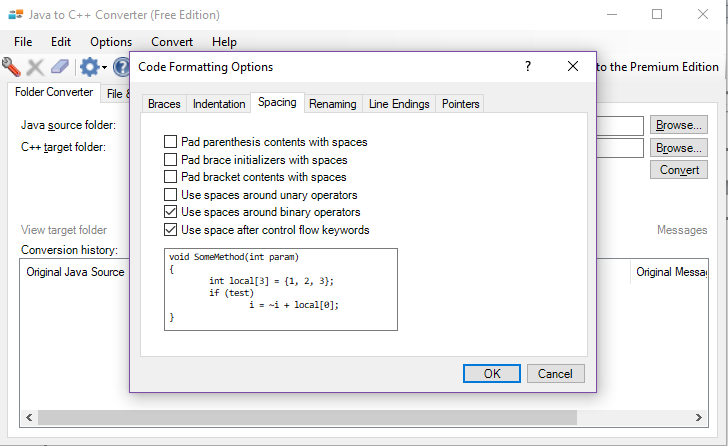 Java to C++ Converter (Free Edition)
File Edit Options Convert Help
to the Premium Edition
Folder Converter File &
Java source folder: Browse...
C++ target folder: Browse...
Convert
View target folder Messages
Conversion history:
Original Java Source Original Messa
Code Formatting Options ?
Braces Indentation Spacing Renaming Line Endings Pointers
Pad parenthesis contents with spaces
Pad brace initializers with spaces
Pad bracket contents with spaces
Use spaces around unary operators
Use spaces around binary operators
Use space after control flow keywords
void SomeMethod(int param)
{
int local[3] = {1, 2, 3};
if (test)
i = ~i + local[0];
}
OK Cancel